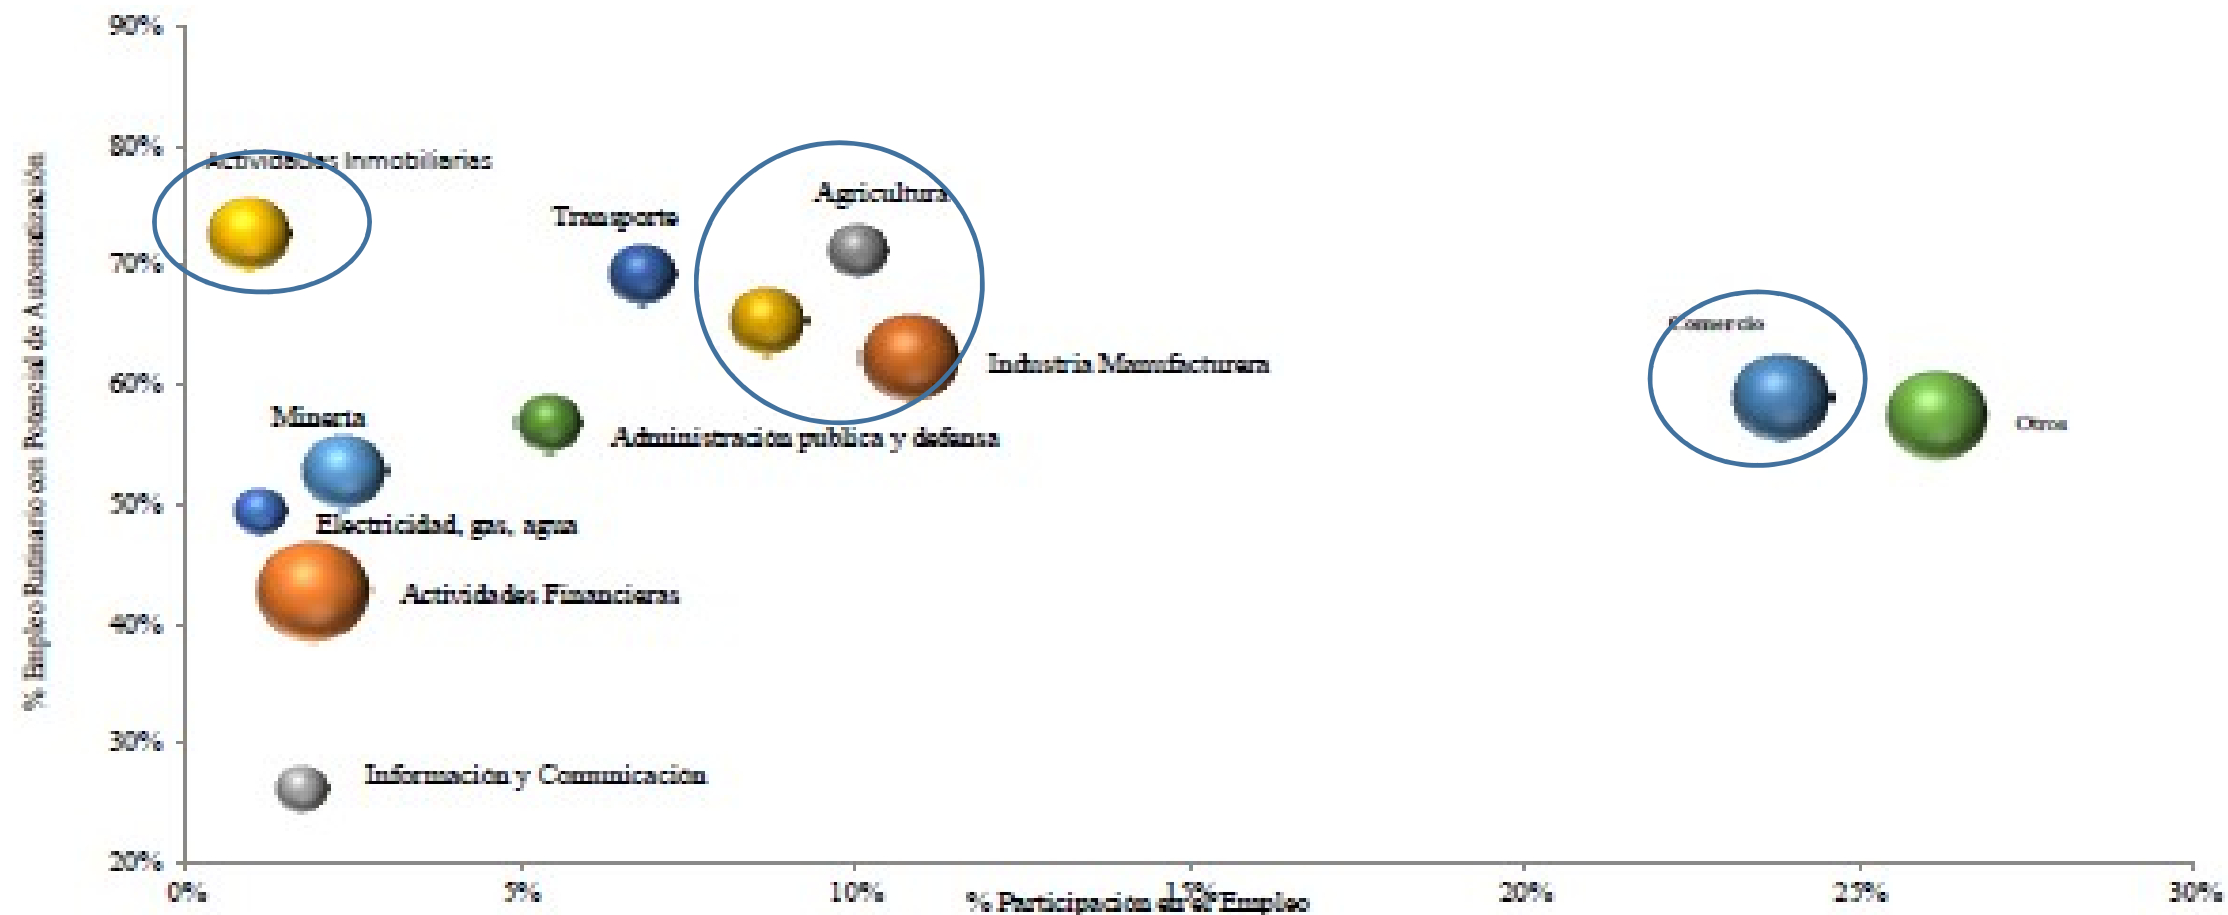 90%
80%
70%
60%
50%
40%
30%
20%
% Empleo Rutinario con Potencial de Automatización
Actividades Inmobiliarias
Agricultura
Transporte
Comercio
Industria Manufacturera
Minería
Administración publica y defensa
Otros
Electricidad, gas, agua
Actividades Financieras
Información y Comunicación
0%
5%
10%
15%
20%
25%
30%
% Participación en el Empleo